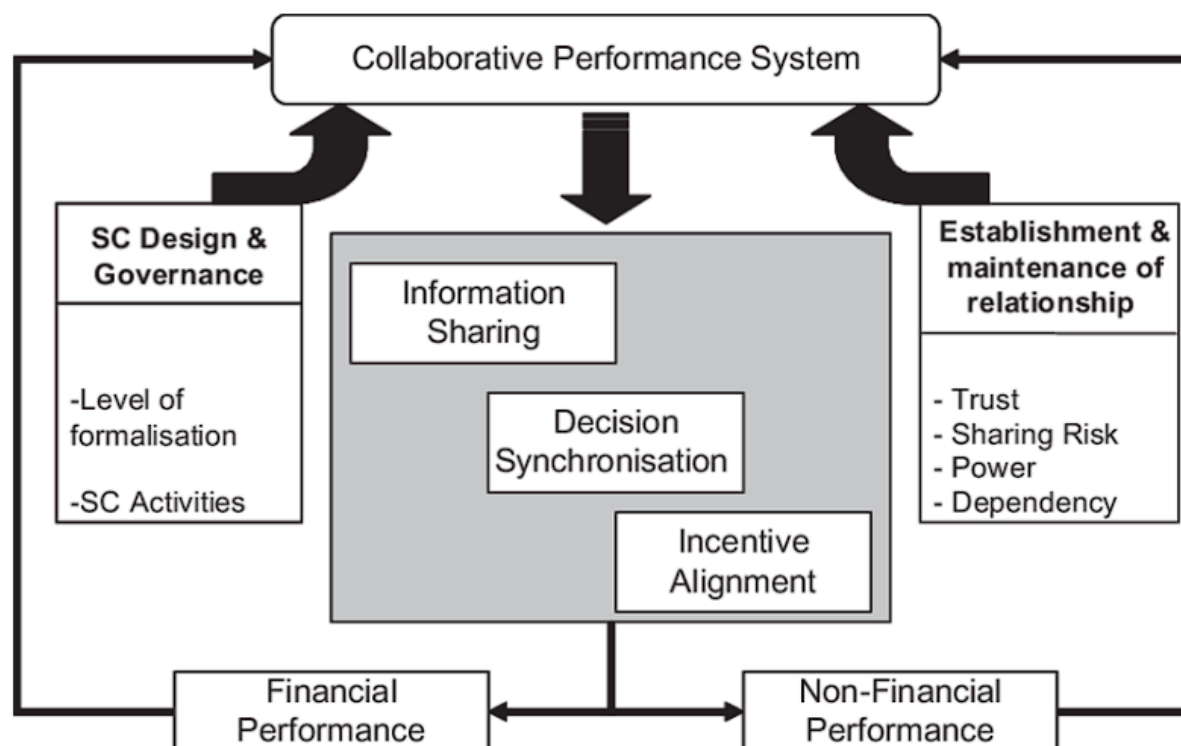 Collaborative Performance System
SC Design &
Governance
-Level of
formalisation
-SC Activities
Information
Sharing
Decision
Synchronisation
Incentive
Alignment
Establishment &
maintenance of
relationship
- Trust
- Sharing Risk
- Power
- Dependency
Financial
Performance
Non-Financial
Performance